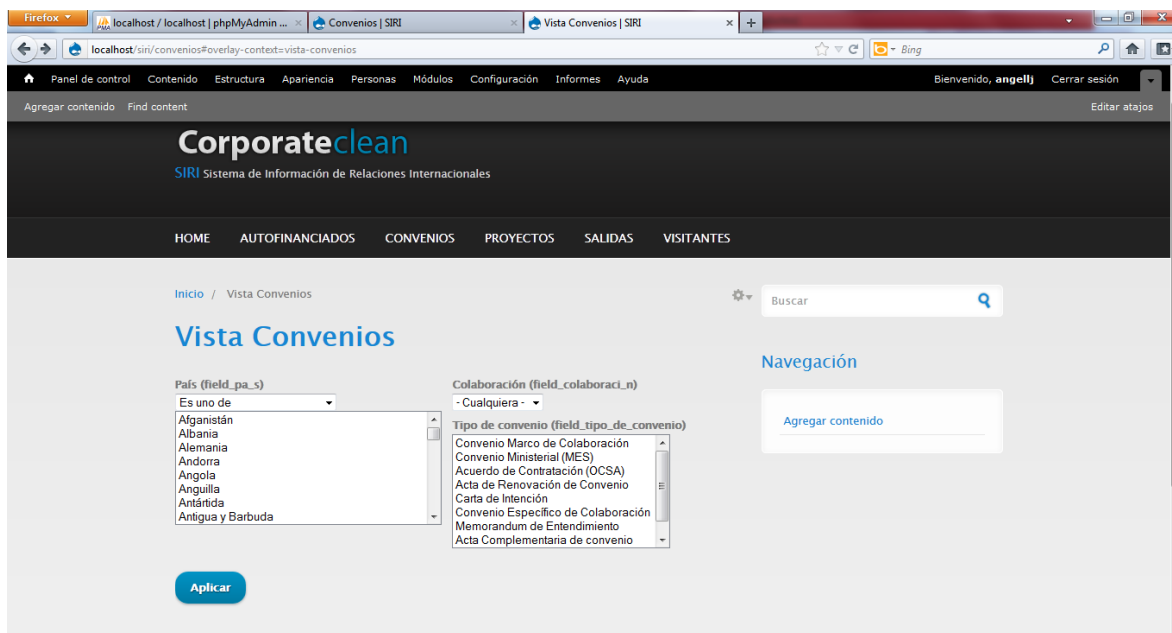 Firefox
localhost / localhost | phpMyAdmin ...
Convenios | SIRI
Vista Convenios | SIRI
localhost/siri/convenios#overlay-context=vista-convenios
Bing
Panel de control Contenido Estructura Apariencia Personas Módulos Configuración Informes Ayuda
Bienvenido, angellj Cerrar sesión
Agregar contenido Find content
Editar atajos
Corporateclean
SIRI Sistema de Información de Relaciones Internacionales
HOME AUTOFINANCIADOS CONVENIOS PROYECTOS SALIDAS VISITANTES
Inicio / Vista Convenios
Buscar
Vista Convenios
Navegación
Agregar contenido
País (field_pa_s)
Es uno de
Afganistán
Albania
Alemania
Andorra
Angola
Anguilla
Antártida
Antigua y Barbuda
Colaboración (field_colaboraci_n)
- Cualquiera -
Tipo de convenio (field_tipo_de_convenio)
Convenio Marco de Colaboración
Convenio Ministerial (MES)
Acuerdo de Contratación (OCSA)
Acta de Renovación de Convenio
Carta de Intención
Convenio Específico de Colaboración
Memorandum de Entendimiento
Acta Complementaria de convenio
Aplicar